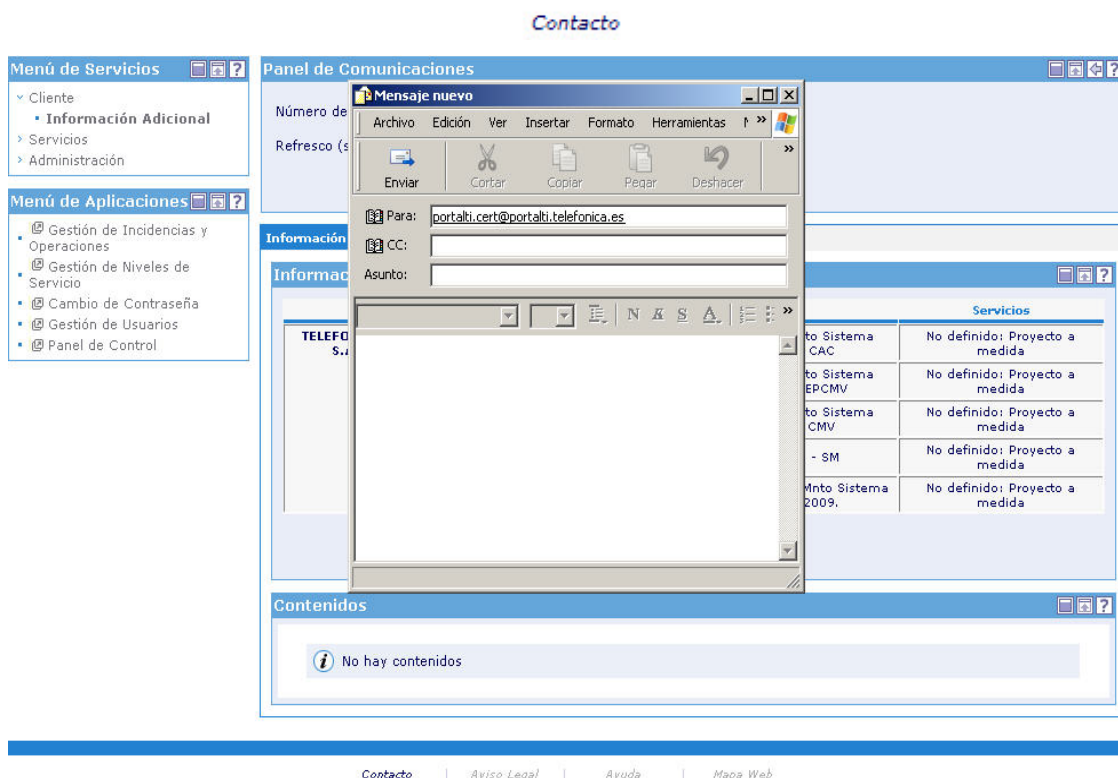 Contacto
Menú de Servicios
Cliente
Información Adicional
Servicios
Administración
Menú de Aplicaciones
Gestión de Incidencias y
Operaciones
Gestión de Niveles de
Servicio
Cambio de Contraseña
Gestión de Usuarios
Panel de Control
Panel de Comunicaciones
Número de
Refresco (s
Mensaje nuevo
Archivo Edición Ver Insertar Formato Herramientas
Enviar Cortar Copiar Pegar Deshacer
Para: portalti.cert@portalti.telefonica.es
CC:
Asunto:
N K S A
Información
Informac
Servicios
TELEFO
S.
to Sistema
CAC
No definido: Proyecto a
medida
to Sistema
EPCMV
No definido: Proyecto a
medida
to Sistema
CMV
No definido: Proyecto a
medida
- SM
No definido: Proyecto a
medida
Mnto Sistema
2009.
No definido: Proyecto a
medida
Contenidos
No hay contenidos
Contacto | Aviso Legal | Ayuda | Mapa Web